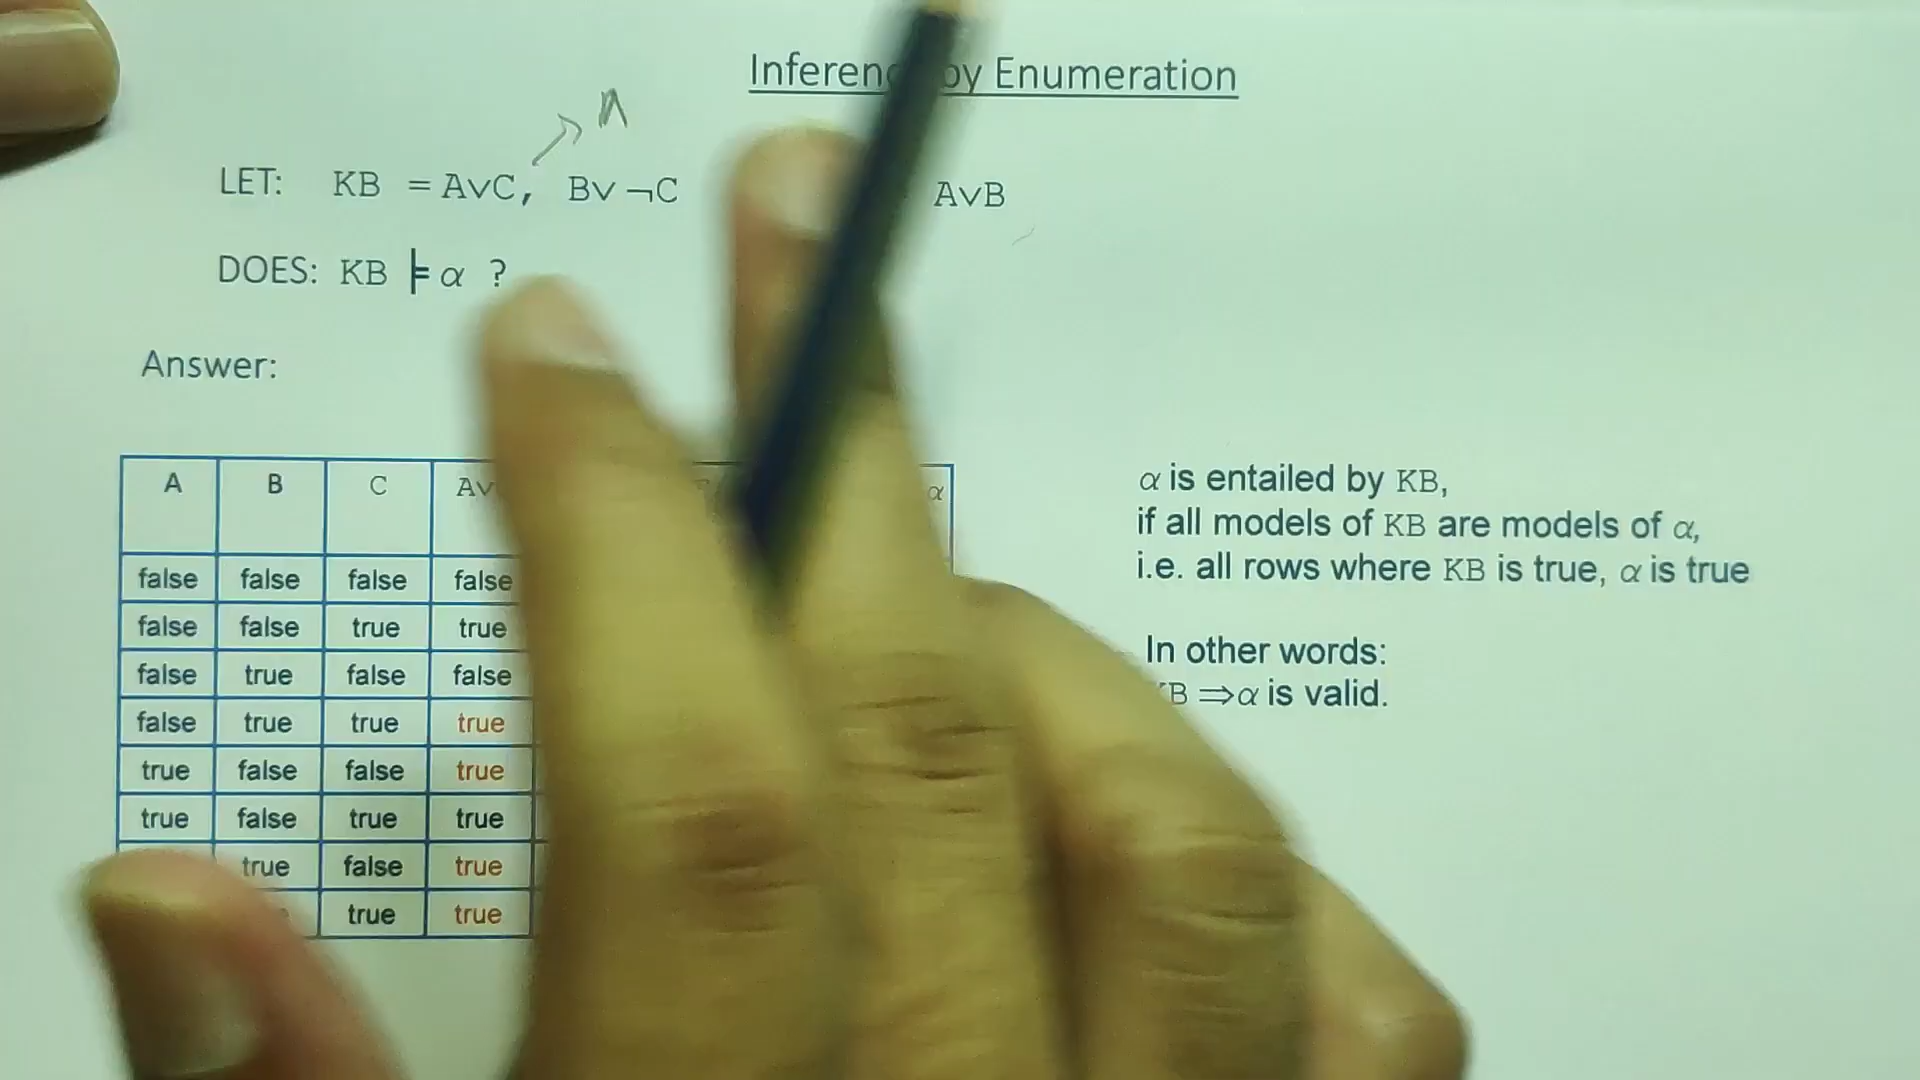 Inferen by Enumeration
∧
LET: KB = A∨C, B∨¬C A∨B
DOES: KB ⊨ α ?
Answer:
A B C A∨ α
false false false false
false false true true
false true false false
false true true true
true false false true
true false true true
true false true
true true
α is entailed by KB,
if all models of KB are models of α,
i.e. all rows where KB is true, α is true
In other words:
KB ⇒ α is valid.